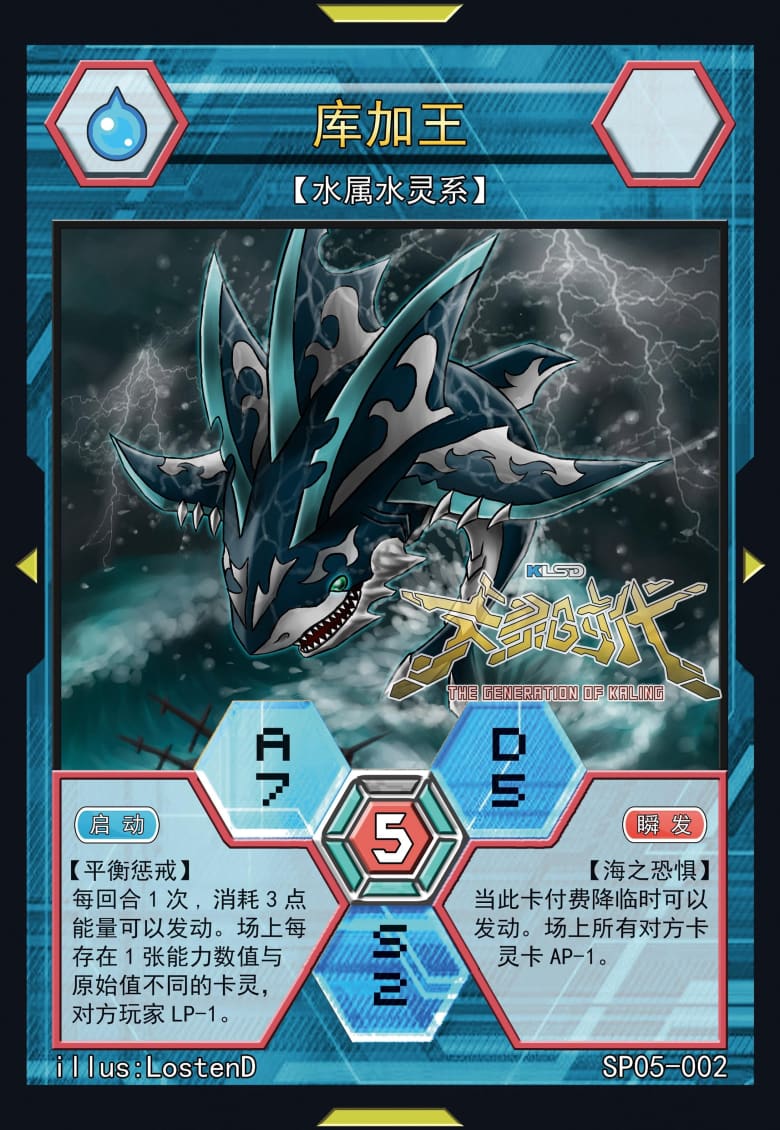 库加王
【水属水灵系】
KLSD
卡灵时代
THE GENERATION OF KALING
A
7
D
5
5
S
2
启动
【平衡惩戒】
每回合1次，消耗3点
能量可以发动。场上每
存在1张能力数值与
原始值不同的卡灵，
对方玩家LP-1。
瞬发
【海之恐惧】
当此卡付费降临时可以
发动。场上所有对方卡
灵卡AP-1。
illus:LostenD
SP05-002